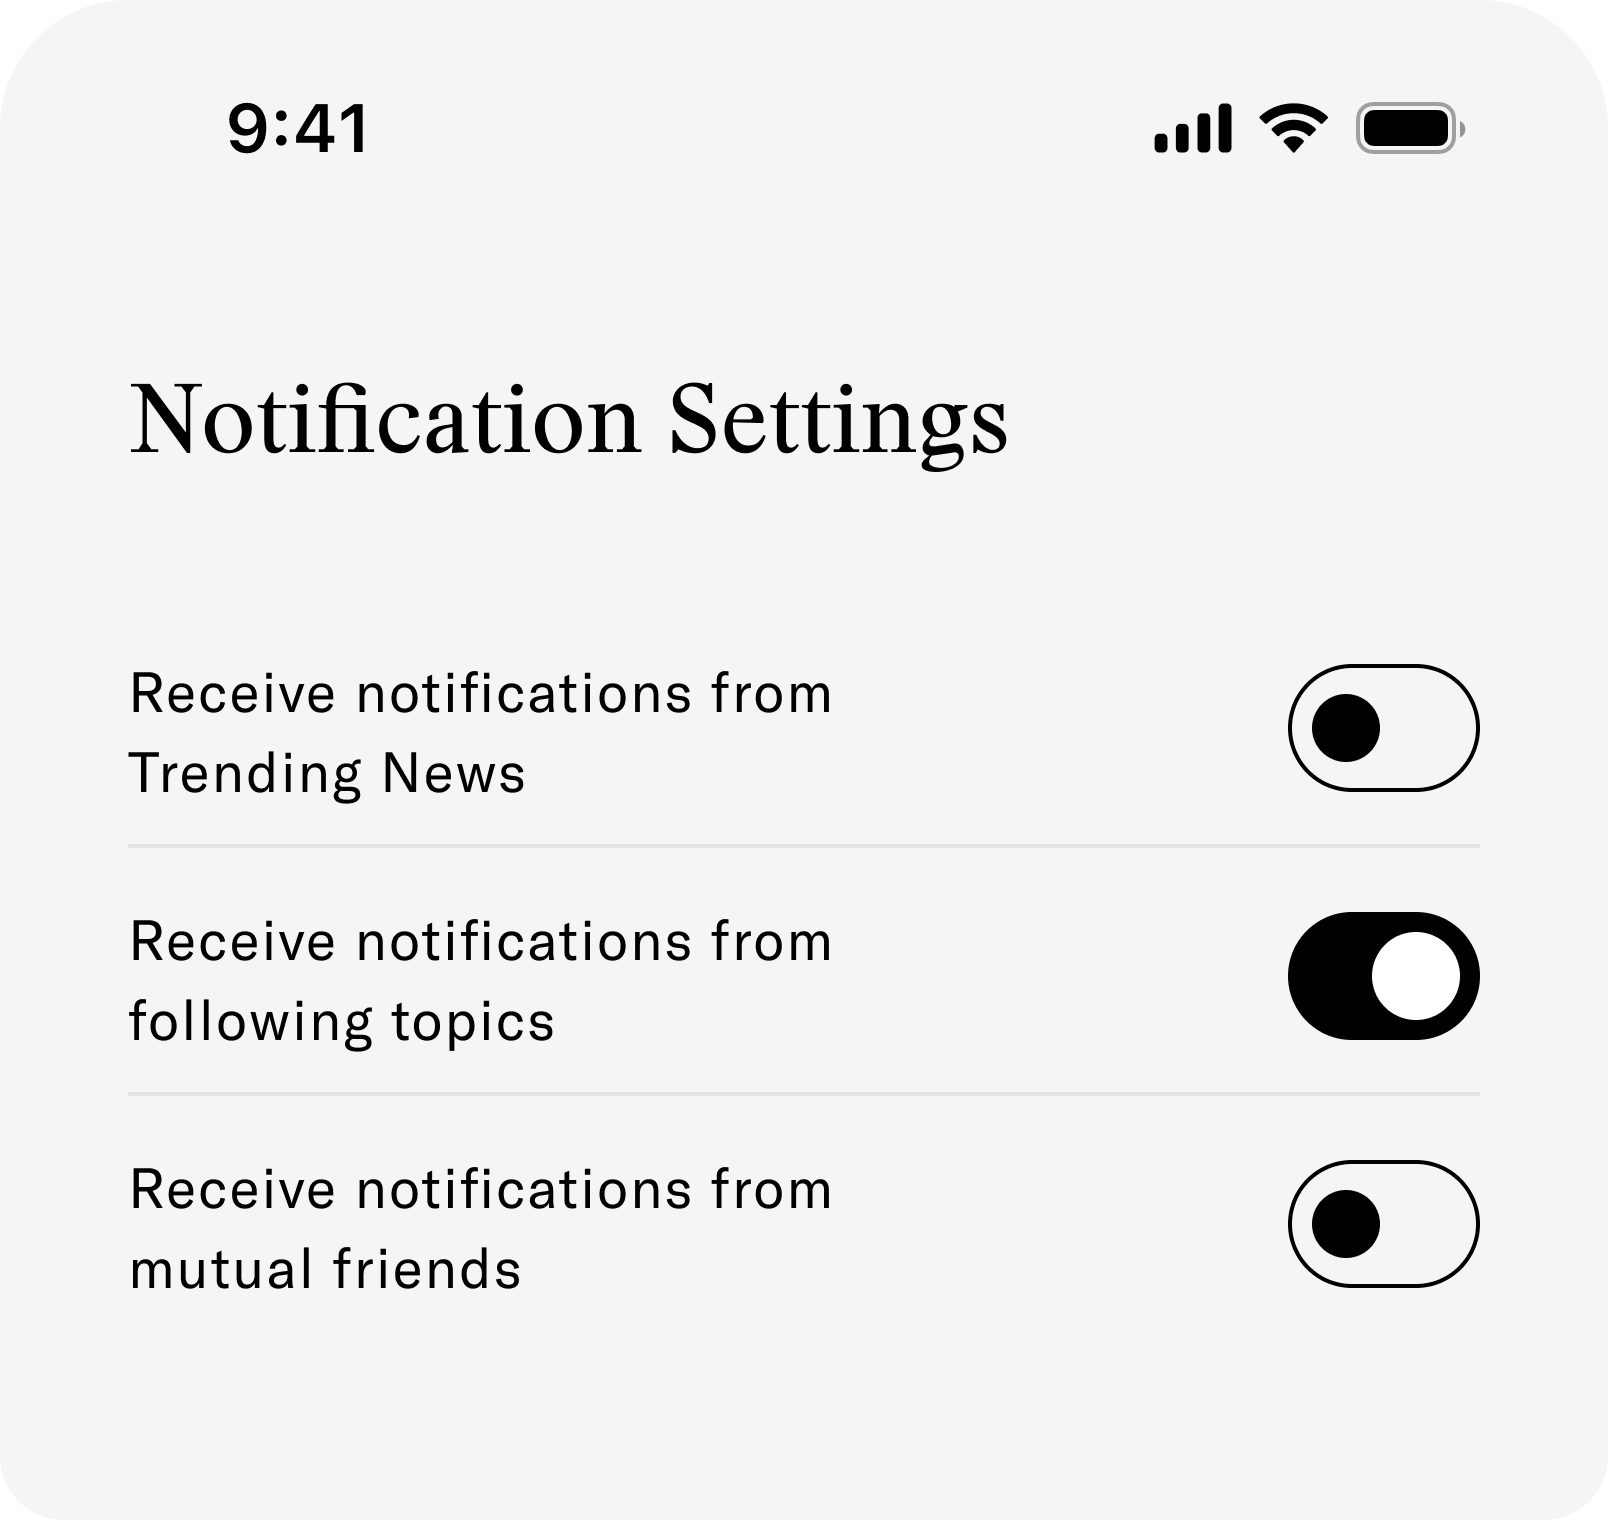 9:41
Notification Settings
Receive notifications from
Trending News
Receive notifications from
following topics
Receive notifications from
mutual friends